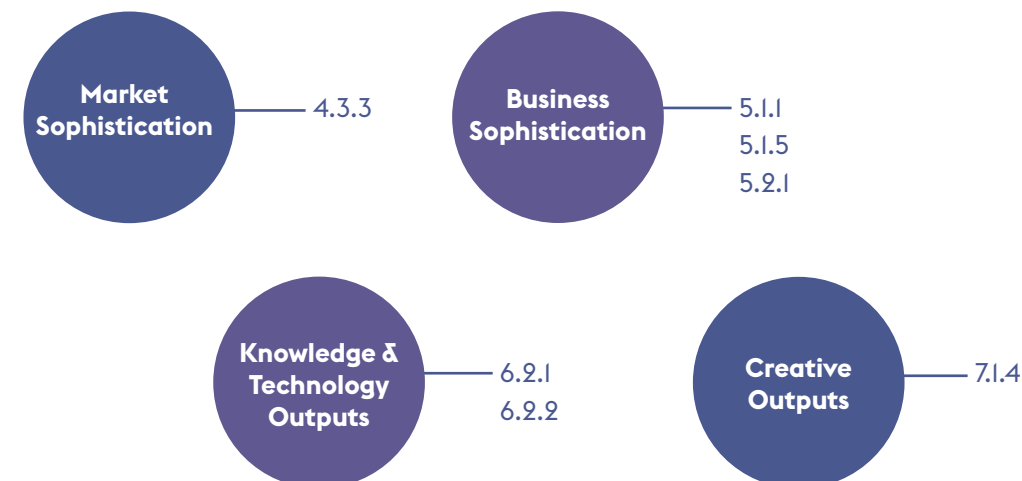 Market
Sophistication
4.3.3
Business
Sophistication
5.1.1
5.1.5
5.2.1
Knowledge &
Technology
Outputs
6.2.1
6.2.2
Creative
Outputs
7.1.4